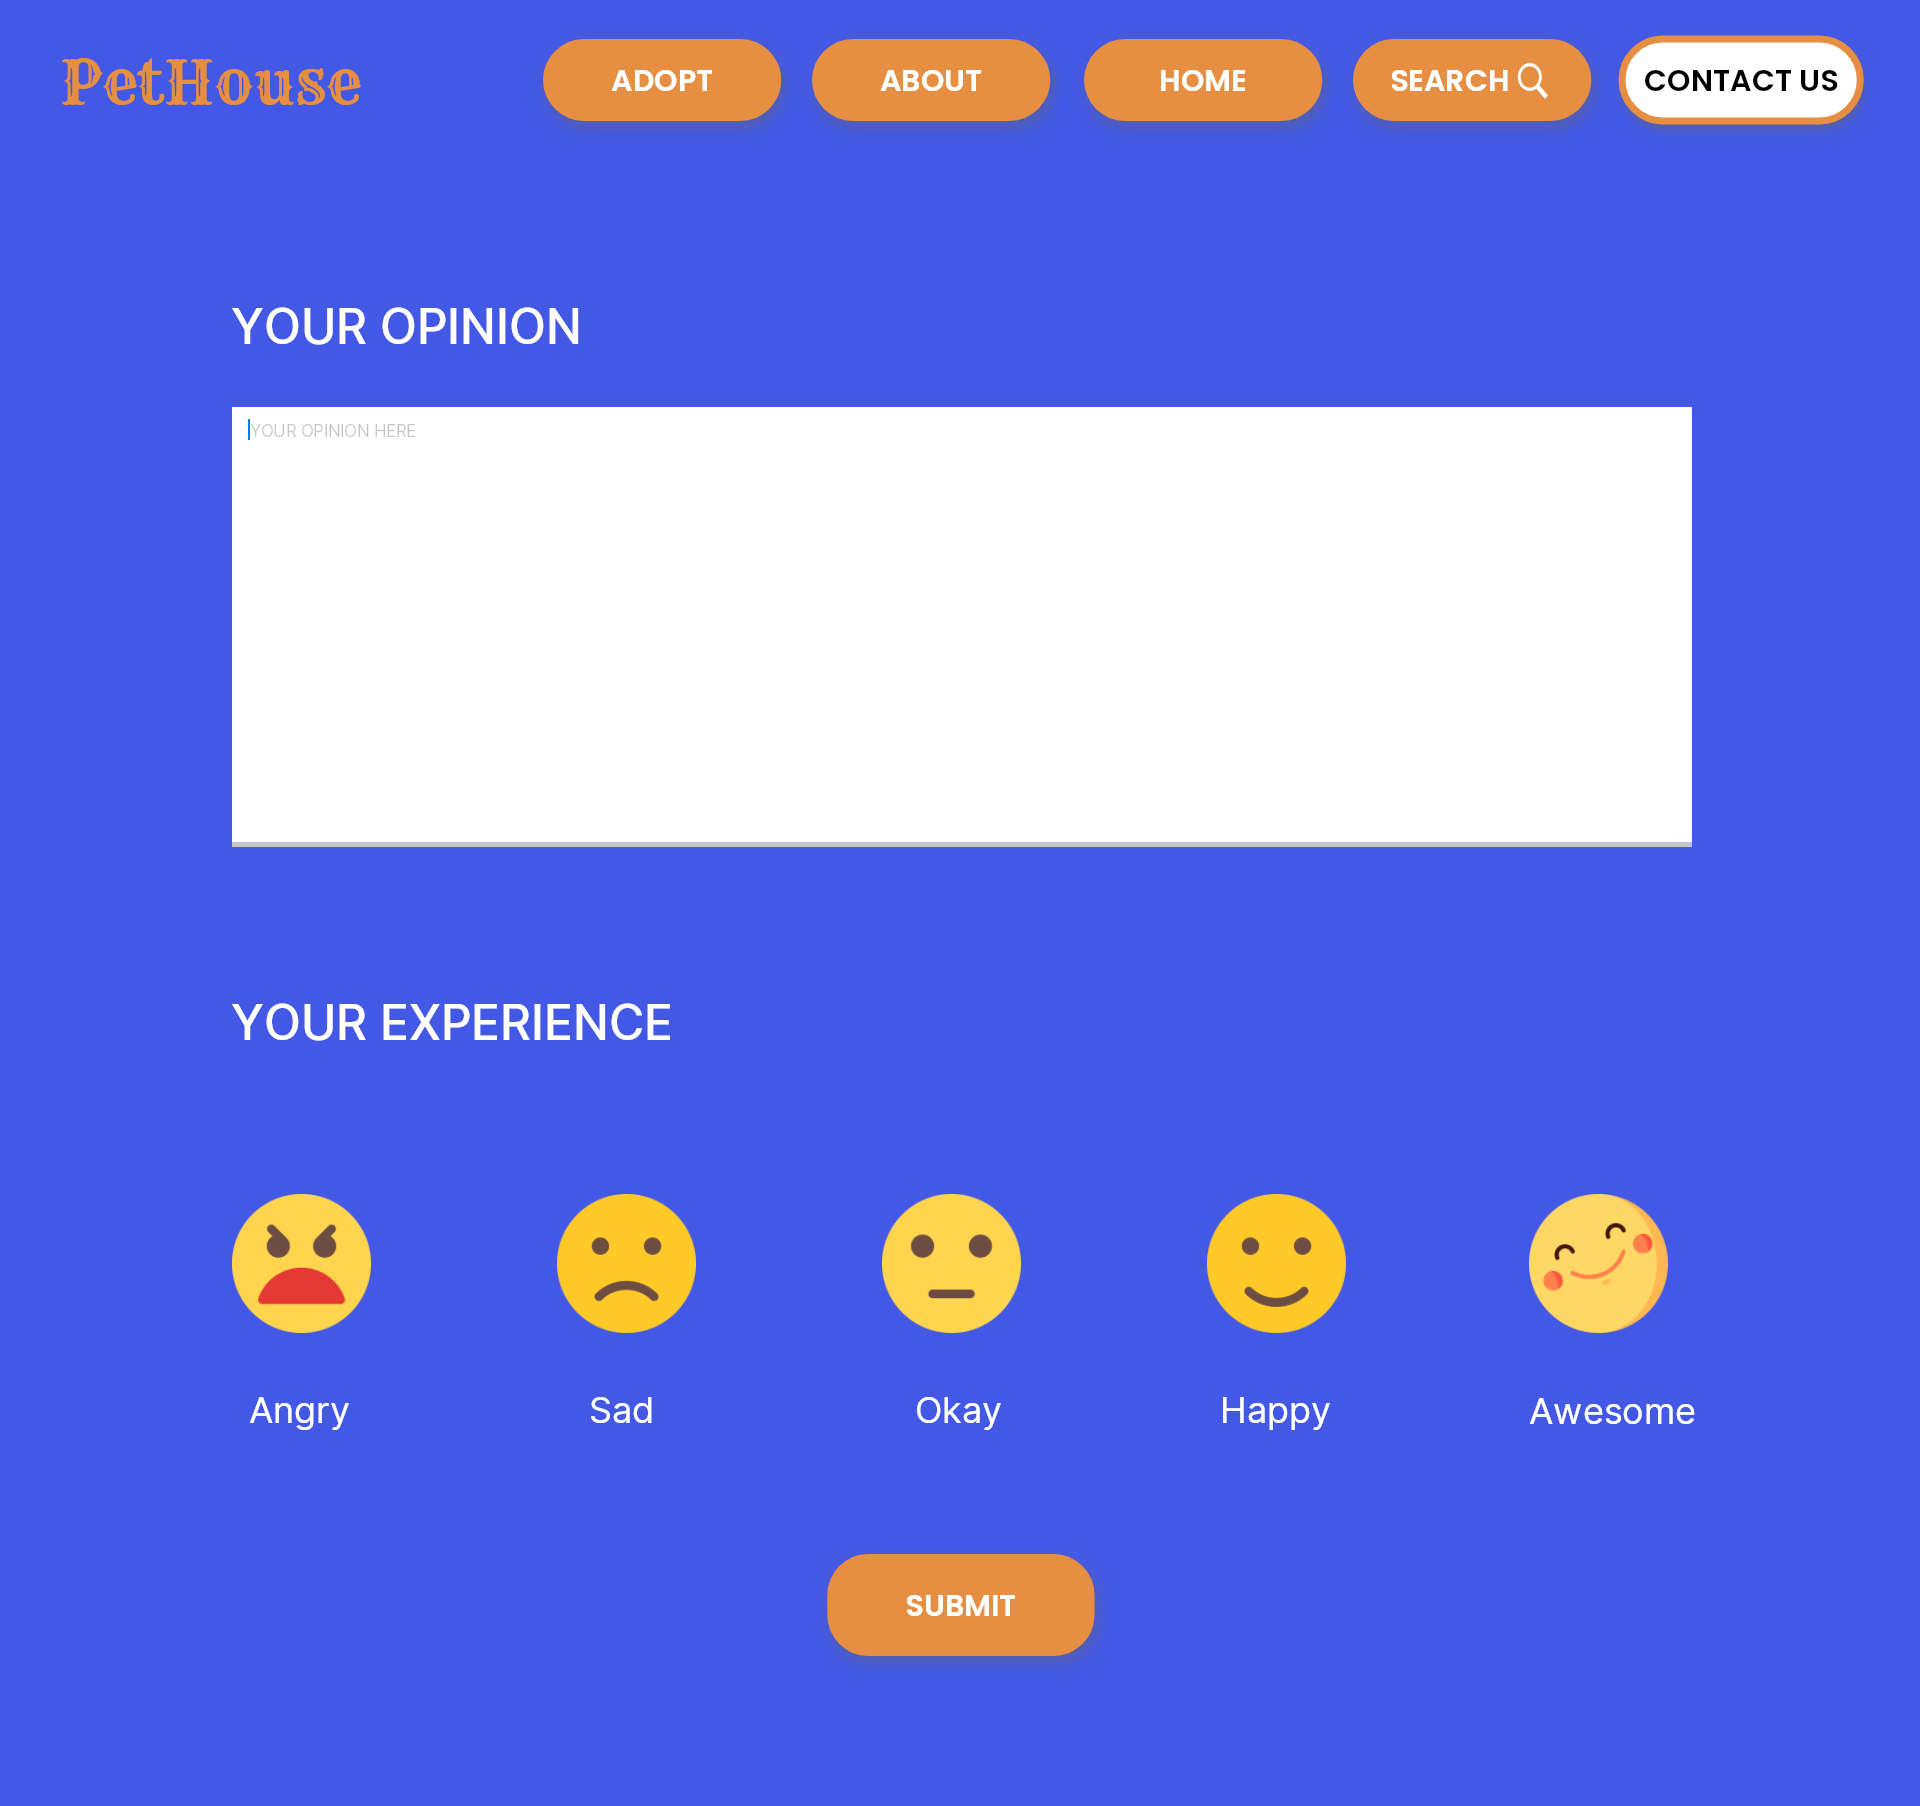 PetHouse
ADOPT
ABOUT
HOME
SEARCH
CONTACT US
YOUR OPINION
YOUR OPINION HERE
YOUR EXPERIENCE
Angry
Sad
Okay
Happy
Awesome
SUBMIT